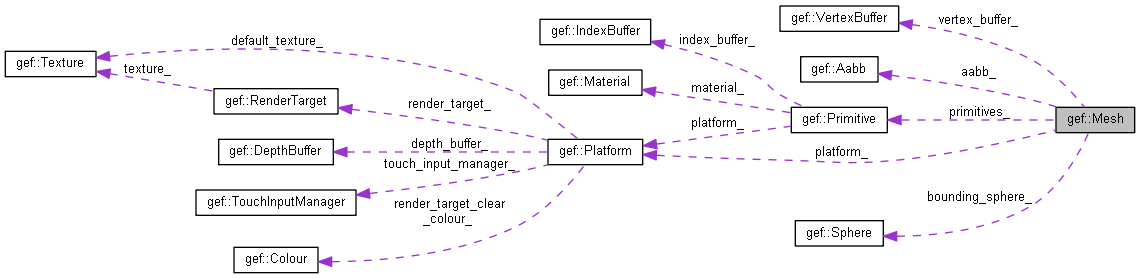 gef::VertexBuffer
vertex_buffer_
gef::IndexBuffer
index_buffer_
default_texture_
gef::Texture
texture_
gef::Aabb
aabb_
gef::Material
material_
gef::RenderTarget
render_target_
gef::Primitive
primitives_
gef::Mesh
platform_
depth_buffer_
gef::DepthBuffer
gef::Platform
platform_
touch_input_manager_
gef::TouchInputManager
render_target_clear
_colour_
bounding_sphere_
gef::Sphere
gef::Colour